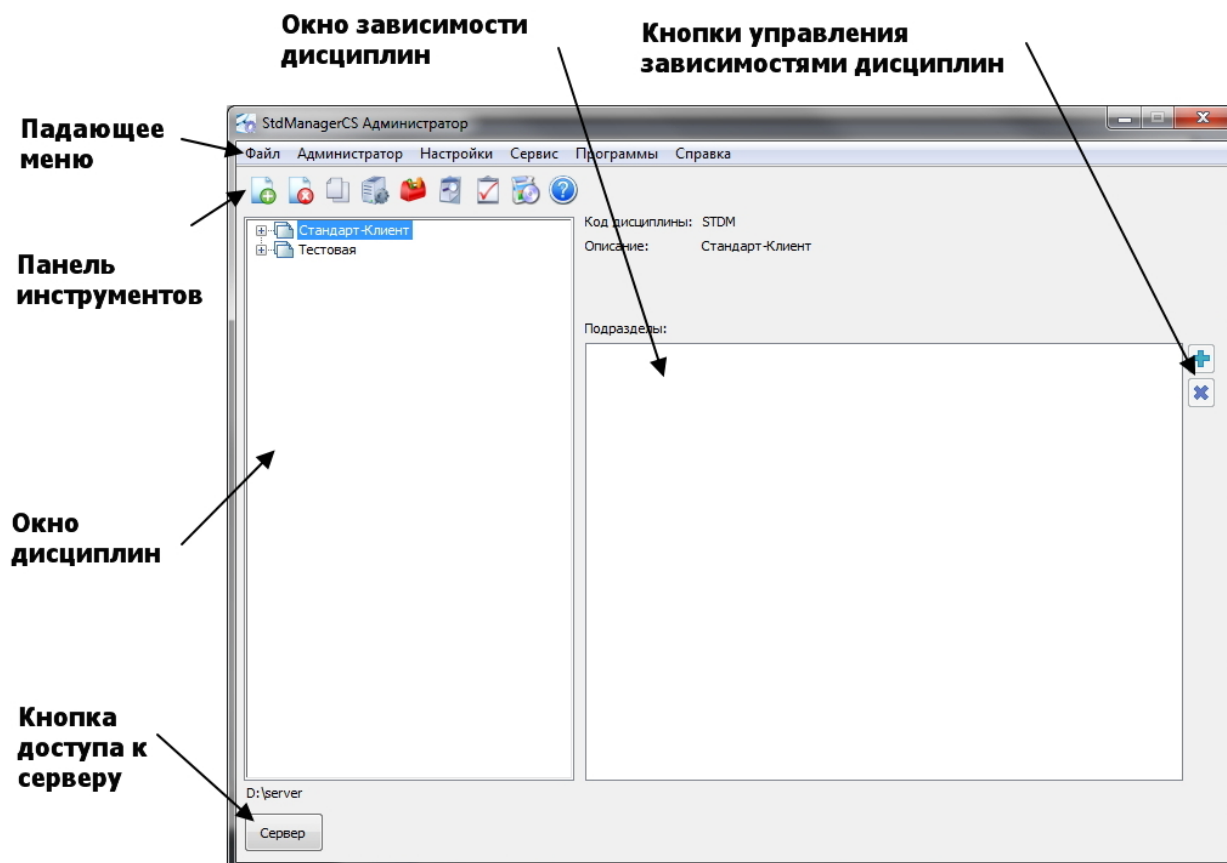 Окно зависимости
дисциплин
Кнопки управления
зависимостями дисциплин
Падающее
меню
StdManagerCS Администратор
Файл Администратор Настройки Сервис Программы Справка
Панель
инструментов
Стандарт-Клиент
Тестовая
Код дисциплины: STDM
Описание: Стандарт-Клиент
Подразделы:
Окно
дисциплин
Кнопка
доступа к
серверу
D:\server
Сервер